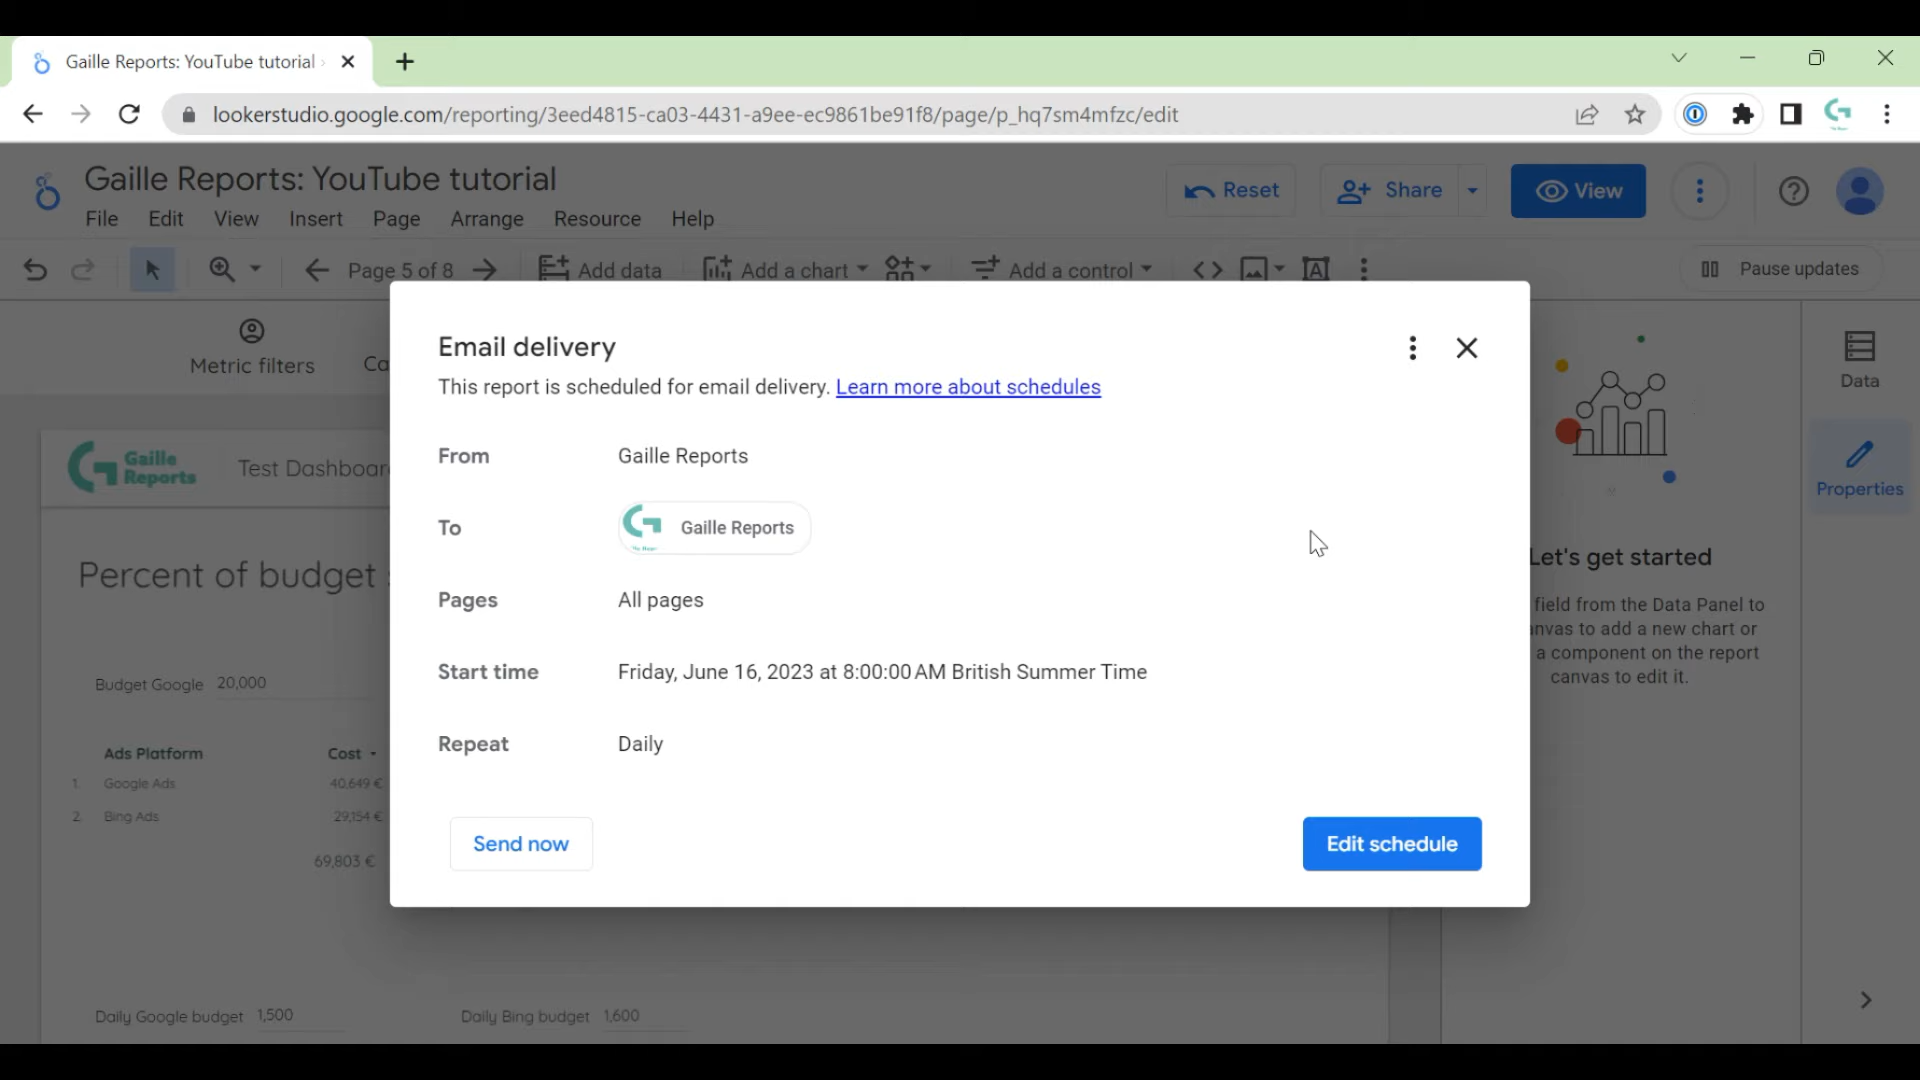 Gaille Reports: YouTube tutorial
lookerstudio.google.com/reporting/3eed4815-ca03-4431-a9ee-ec9861be91f8/page/p_hq7sm4mfzc/edit
Gaille Reports: YouTube tutorial
Reset
Share
View
File Edit View Insert Page Arrange Resource Help
Page 5 of 8
Add data
Add a chart
Add a control
Pause updates
Metric filters
Ca
Data
Properties
Gaille
Reports
Test Dashboar
Percent of budget
Budget Google 20,000
Ads Platform Cost
1. Google Ads 40,649 €
2. Bing Ads 29,154 €
69,803 €
Daily Google budget 1,500
Daily Bing budget 1,600
Email delivery
This report is scheduled for email delivery. Learn more about schedules
From Gaille Reports
To Gaille Reports
Pages All pages
Start time Friday, June 16, 2023 at 8:00:00 AM British Summer Time
Repeat Daily
Send now
Edit schedule
Let's get started
field from the Data Panel to
nvas to add a new chart or
a component on the report
canvas to edit it.